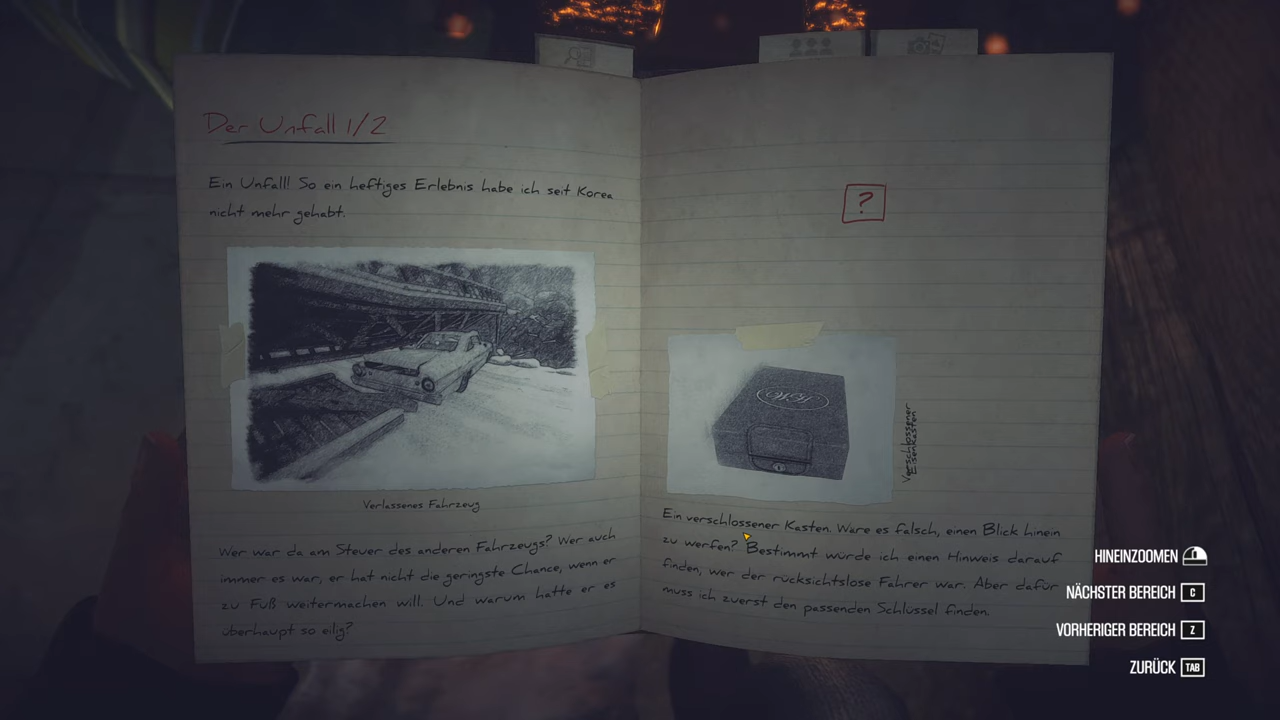 Der Unfall 1/2
Ein Unfall! So ein heftiges Erlebnis habe ich seit Korea
nicht mehr gehabt.
Verlassenes Fahrzeug
Wer war da am Steuer des anderen Fahrzeugs? Wer auch
immer es war, er hat nicht die geringste Chance, wenn er
zu Fuß weitermachen will. Und warum hatte er es
überhaupt so eilig?
?
Verschlossener
Eisenkasten
Ein verschlossener Kasten. Wäre es falsch, einen Blick hinein
zu werfen? Bestimmt würde ich einen Hinweis darauf
finden, wer der rücksichtslose Fahrer war. Aber dafür
muss ich zuerst den passenden Schlüssel finden.
HINEINZOOMEN
NÄCHSTER BEREICH C
VORHERIGER BEREICH Z
ZURÜCK TAB